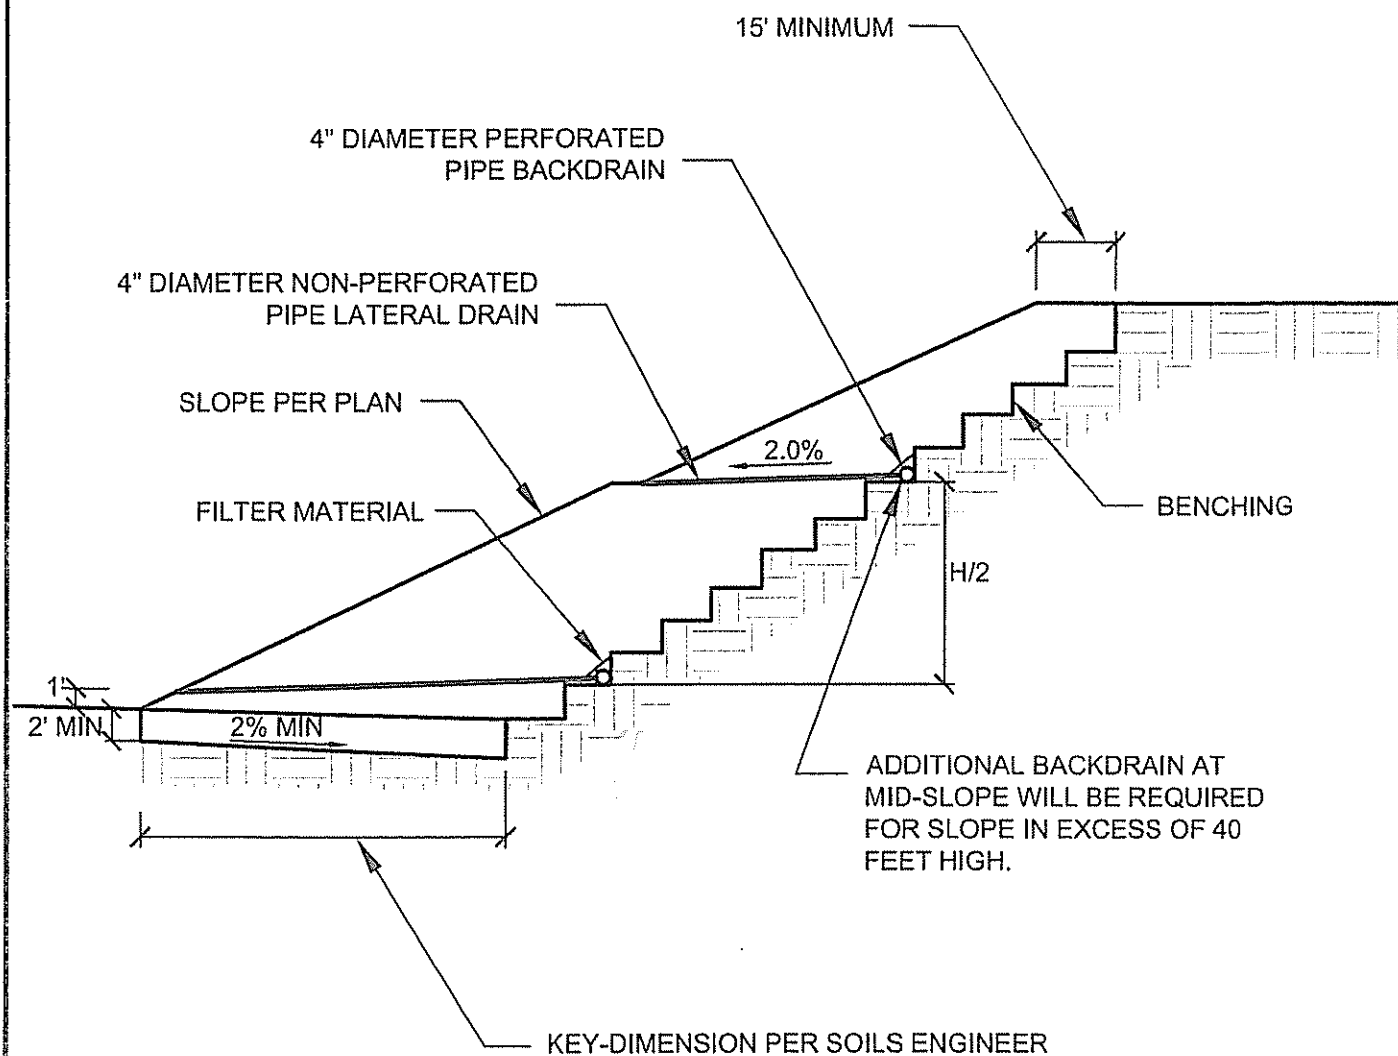 15' MINIMUM
4" DIAMETER PERFORATED
PIPE BACKDRAIN
4" DIAMETER NON-PERFORATED
PIPE LATERAL DRAIN
SLOPE PER PLAN
2.0%
FILTER MATERIAL
BENCHING
H/2
1'
2' MIN
2% MIN
ADDITIONAL BACKDRAIN AT
MID-SLOPE WILL BE REQUIRED
FOR SLOPE IN EXCESS OF 40
FEET HIGH.
KEY-DIMENSION PER SOILS ENGINEER